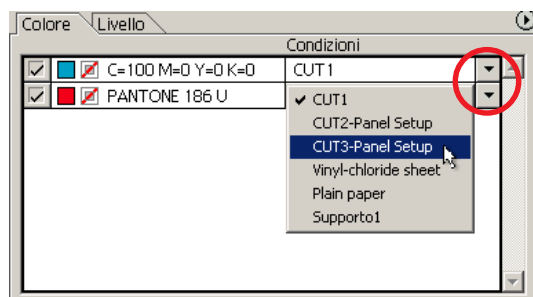 Colore Livello
Condizioni
C=100 M=0 Y=0 K=0 CUT1
PANTONE 186 U
CUT1
CUT2-Panel Setup
CUT3-Panel Setup
Vinyl-chloride sheet
Plain paper
Supporto1